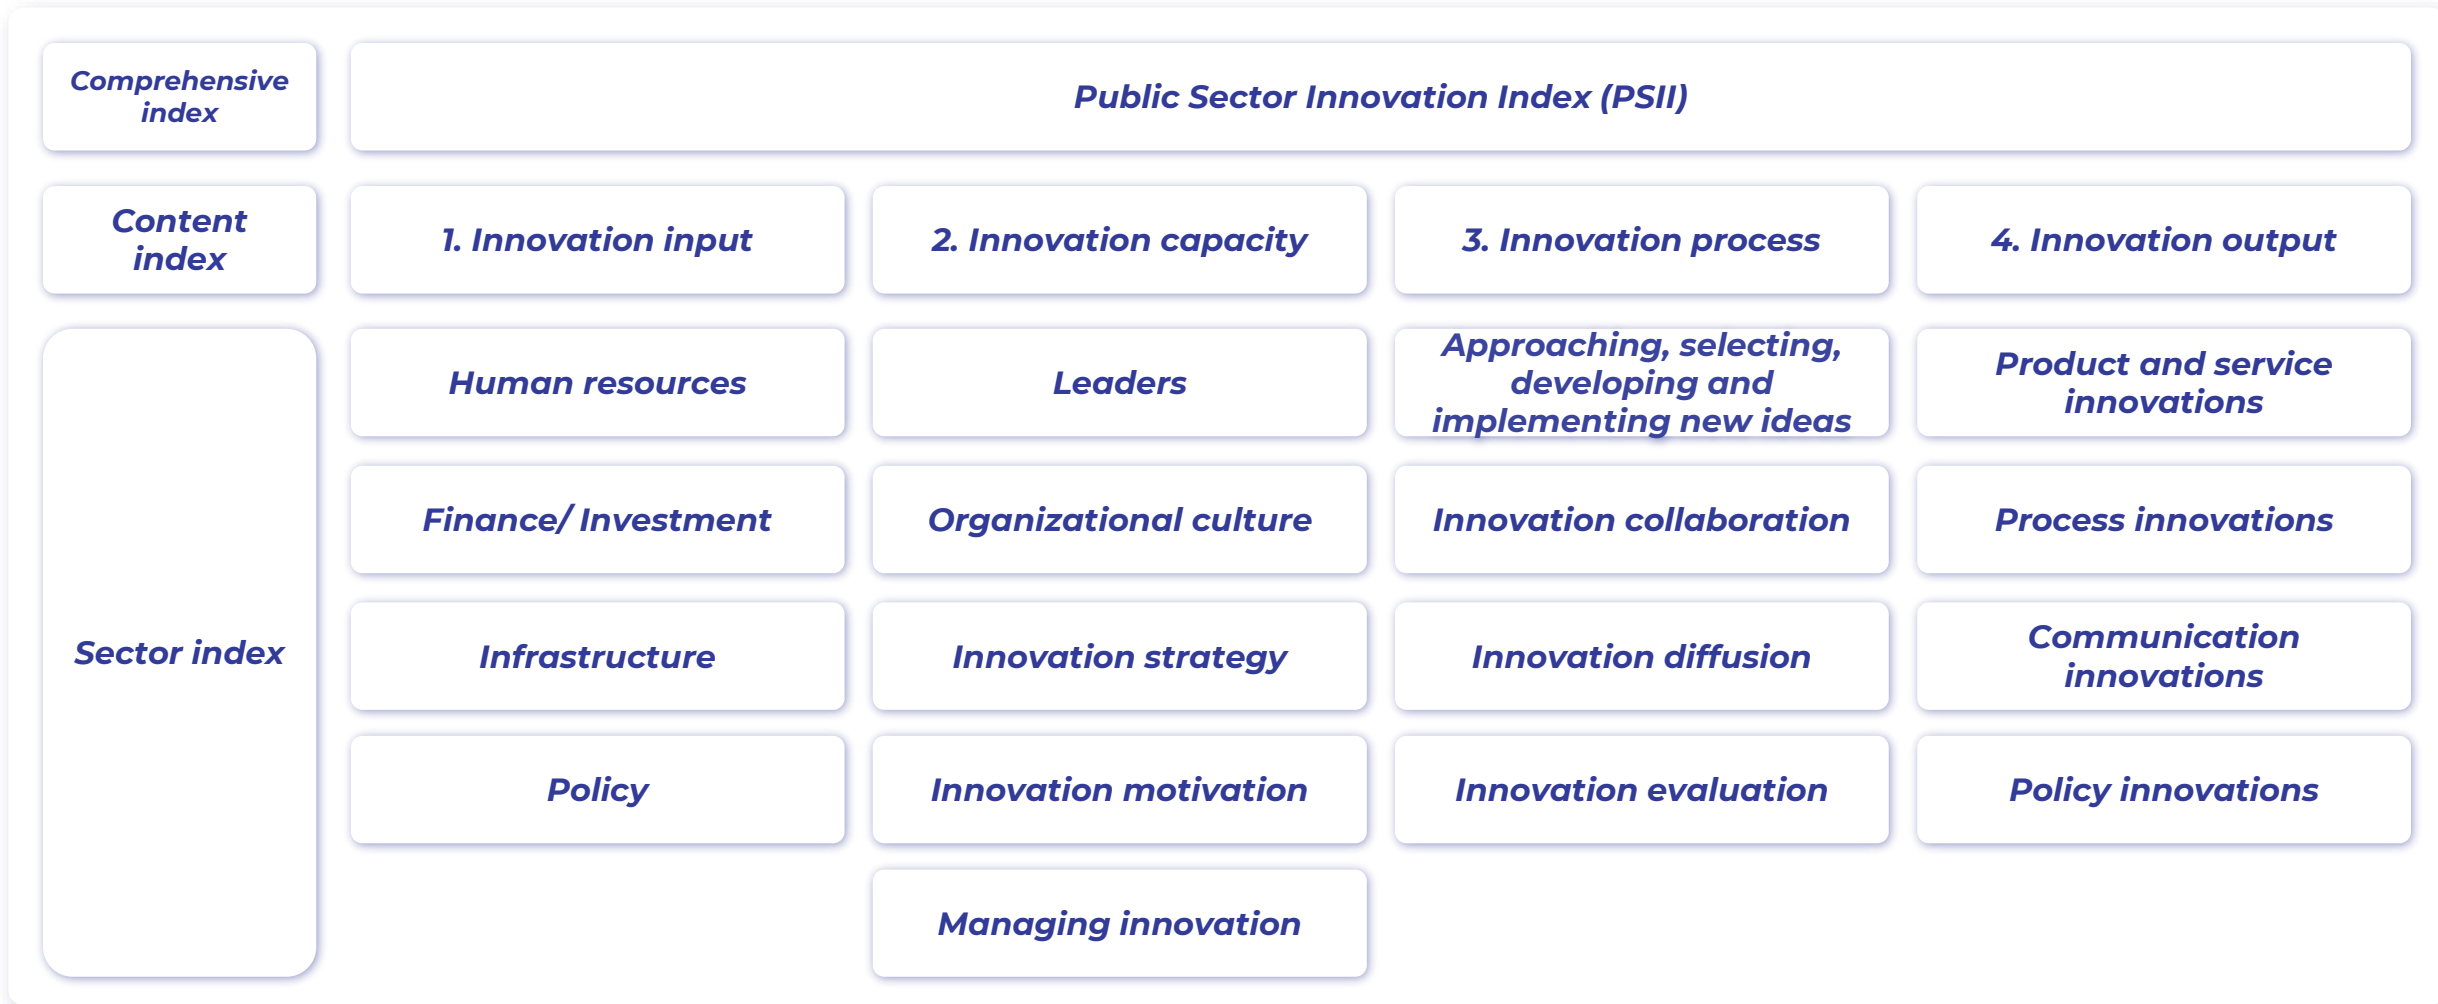 Comprehensive
index
Public Sector Innovation Index (PSII)
Content
index
1. Innovation input
2. Innovation capacity
3. Innovation process
4. Innovation output
Sector index
Human resources
Leaders
Approaching, selecting,
developing and
implementing new ideas
Product and service
innovations
Finance/ Investment
Organizational culture
Innovation collaboration
Process innovations
Infrastructure
Innovation strategy
Innovation diffusion
Communication
innovations
Policy
Innovation motivation
Innovation evaluation
Policy innovations
Managing innovation